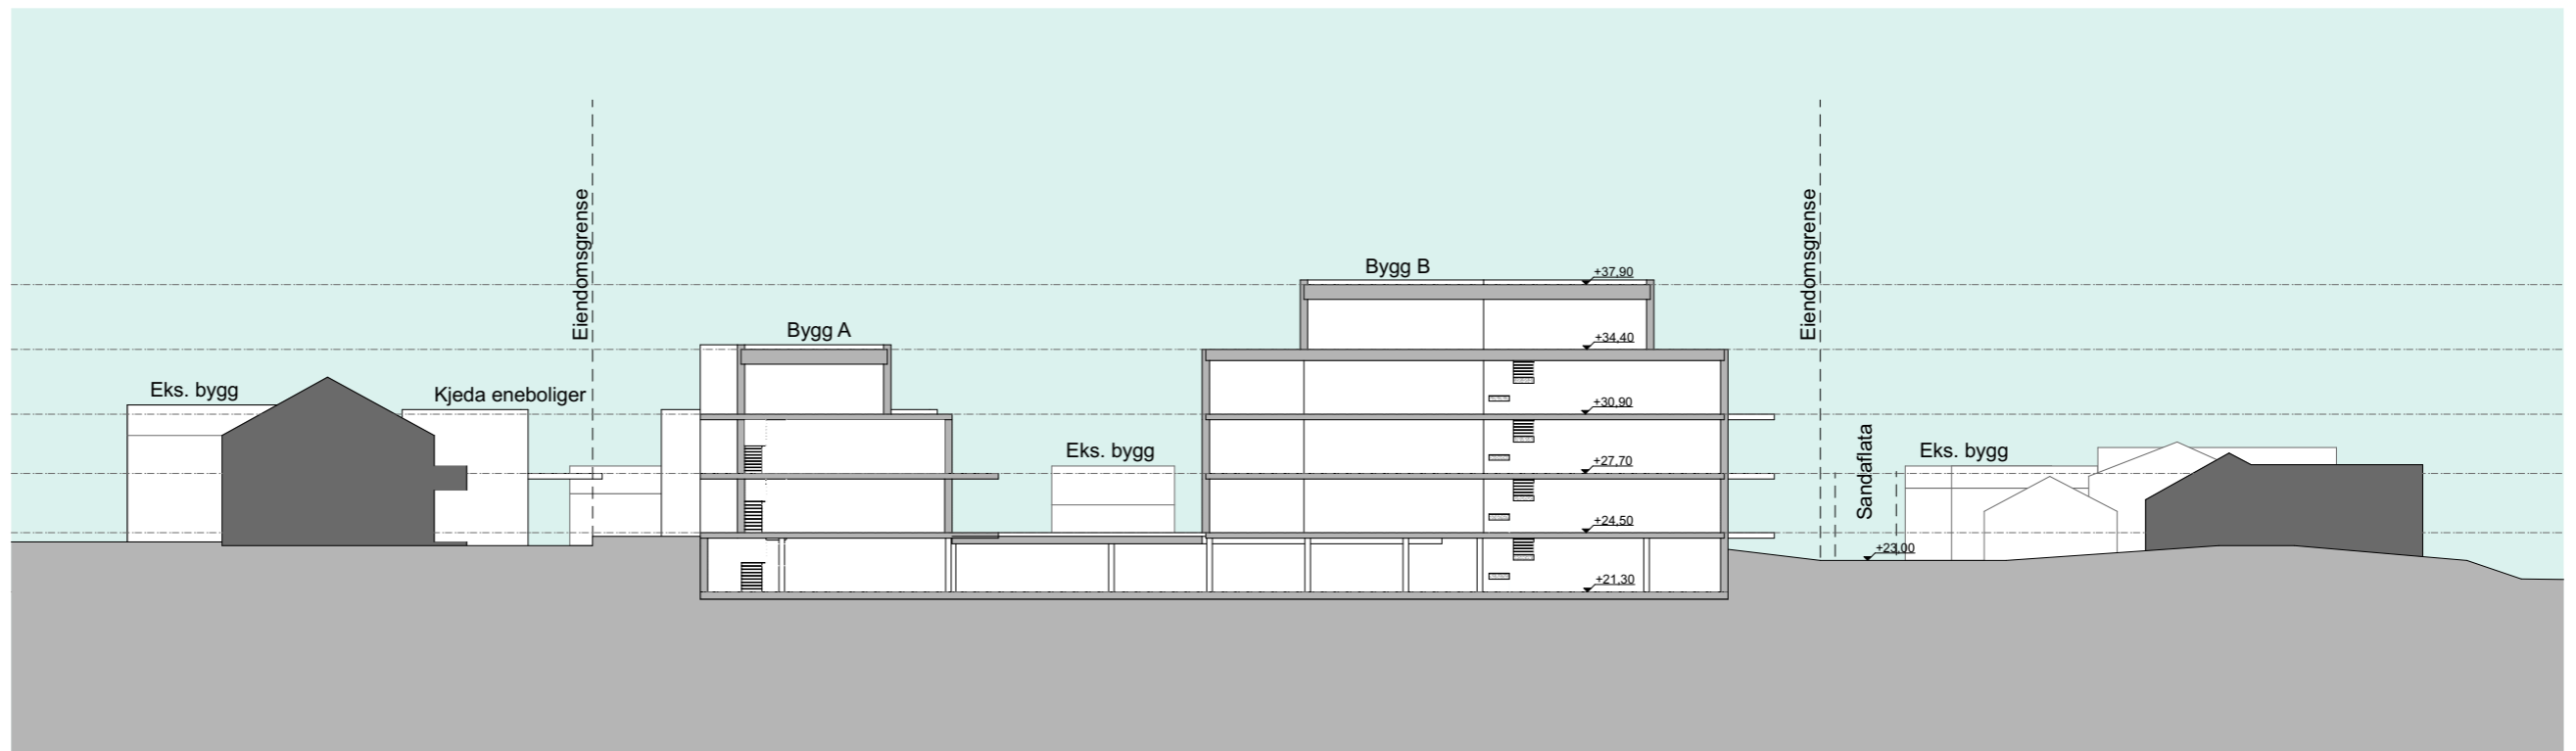 Eks. bygg
Kjeda eneboliger
Eiendomsgrense
Bygg A
Eks. bygg
Bygg B
+37,90
+34,40
+30,90
+27,70
+24,50
+21,30
Eiendomsgrense
Sandaflata
+23,00
Eks. bygg